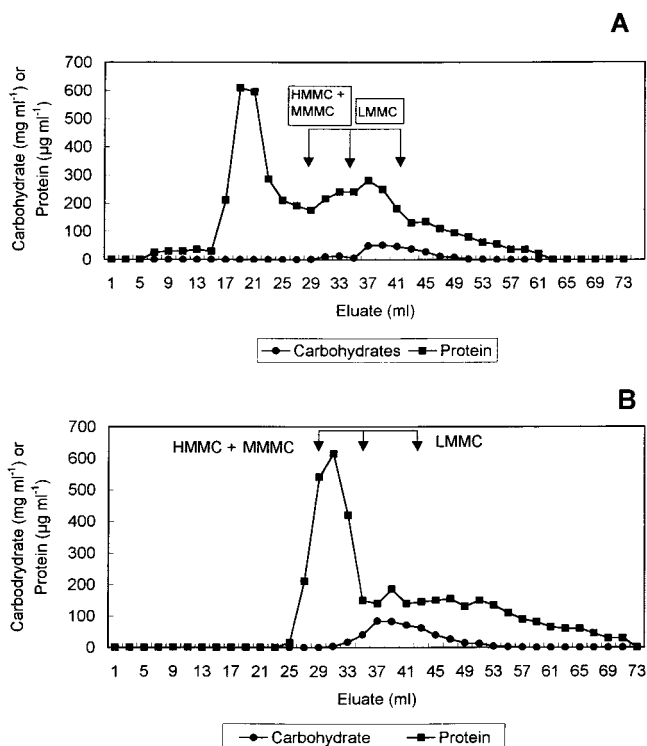 A
700
600
500
400
300
200
100
0
Carbohydrate (mg ml-1) or
Protein (µg ml-1)
HMMC +
MMMC
LMMC
1 5 9 13 17 21 25 29 33 37 41 45 49 53 57 61 65 69 73
Eluate (ml)
Carbohydrates Protein
B
700
600
500
400
300
200
100
0
Carbodrydrate (mg ml-1) or
Protein (µg ml-1)
HMMC + MMMC
LMMC
1 5 9 13 17 21 25 29 33 37 41 45 49 53 57 61 65 69 73
Eluate (ml)
Carbohydrate Protein